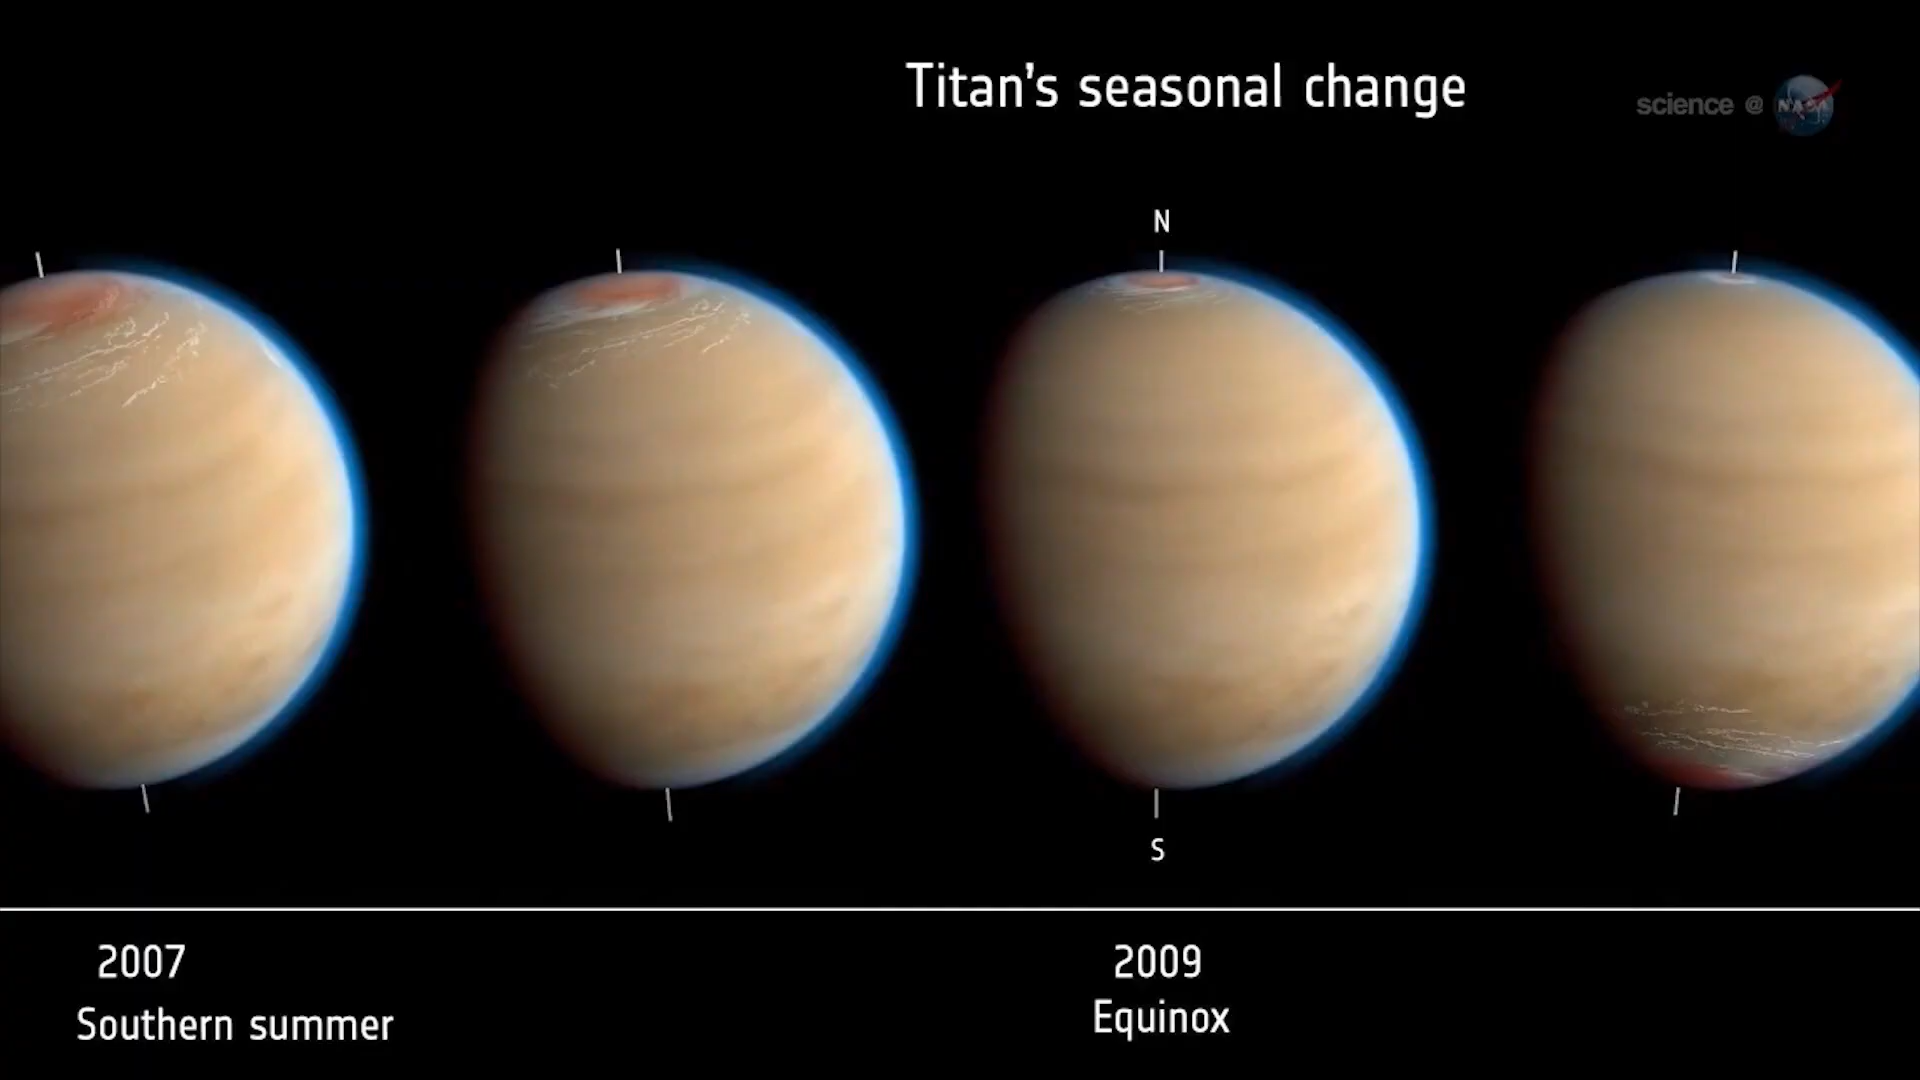 Titan's seasonal change
science @ NASA
N
S
2007
Southern summer
2009
Equinox